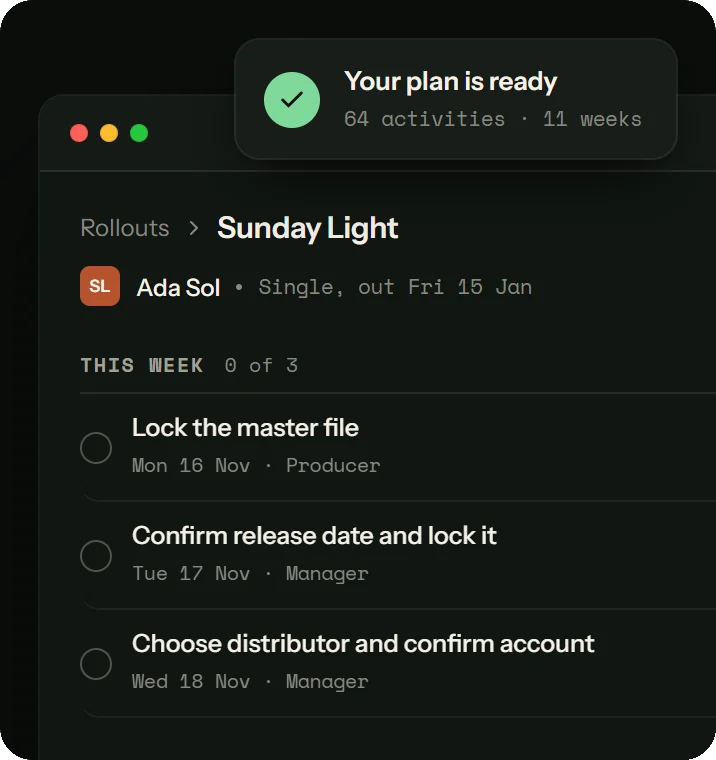 Your plan is ready
64 activities · 11 weeks
Rollouts > Sunday Light
SL Ada Sol • Single, out Fri 15 Jan
THIS WEEK 0 of 3
Lock the master file
Mon 16 Nov · Producer
Confirm release date and lock it
Tue 17 Nov · Manager
Choose distributor and confirm account
Wed 18 Nov · Manager